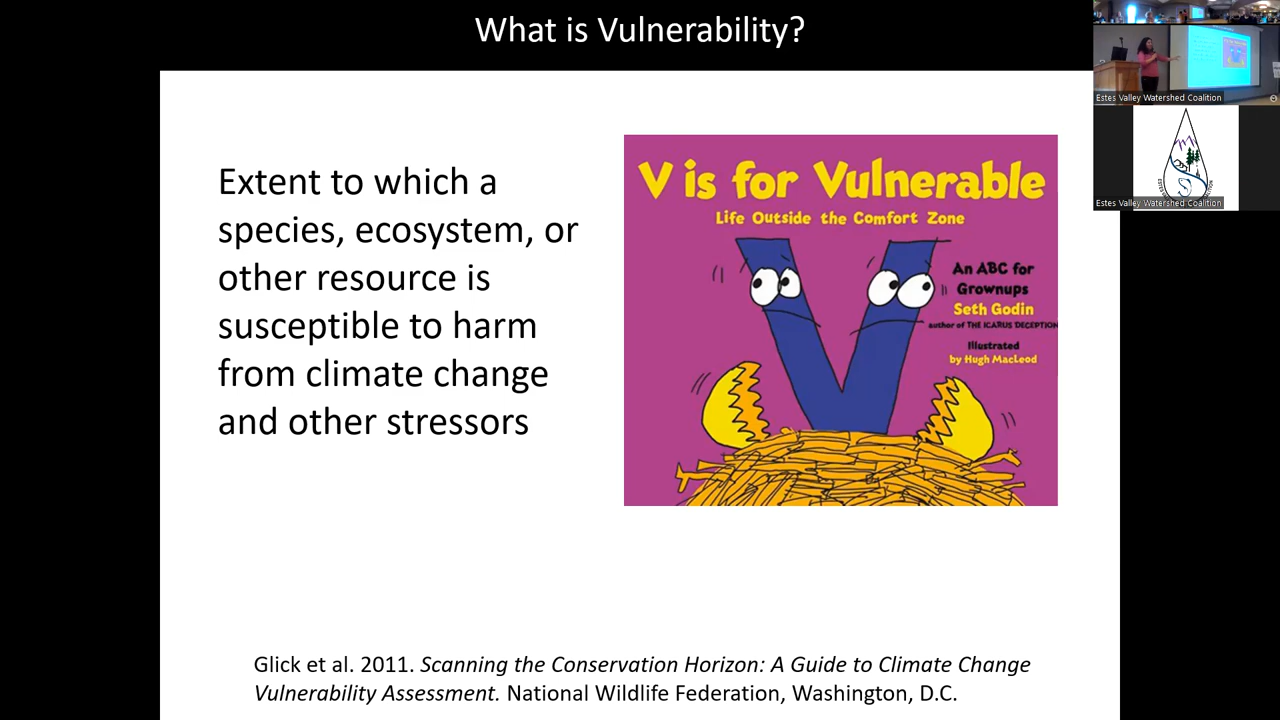 What is Vulnerability?
Extent to which a
species, ecosystem, or
other resource is
susceptible to harm
from climate change
and other stressors
V is for Vulnerable
Life Outside the Comfort Zone
An ABC for
Grownups
Seth Godin
author of THE ICARUS DECEPTION
Illustrated
by Hugh MacLeod
Glick et al. 2011. Scanning the Conservation Horizon: A Guide to Climate Change
Vulnerability Assessment. National Wildlife Federation, Washington, D.C.
Estes Valley Watershed Coalition
Estes Valley Watershed Coalition